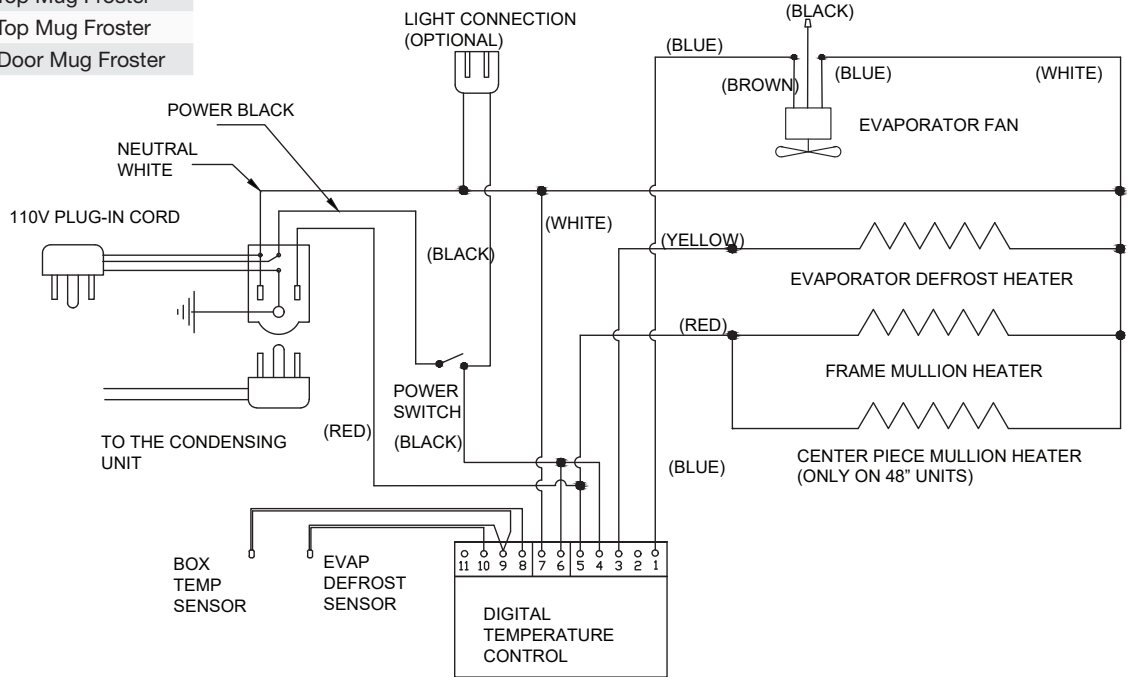 Top Mug Froster
Top Mug Froster
Door Mug Froster
LIGHT CONNECTION
(OPTIONAL)
(BLACK)
(BLUE)
(BROWN)
(BLUE)
(WHITE)
EVAPORATOR FAN
POWER BLACK
NEUTRAL
WHITE
110V PLUG-IN CORD
(BLACK)
(WHITE)
(YELLOW)
EVAPORATOR DEFROST HEATER
(RED)
FRAME MULLION HEATER
POWER
SWITCH
(BLACK)
(RED)
TO THE CONDENSING
UNIT
CENTER PIECE MULLION HEATER
(ONLY ON 48” UNITS)
(BLUE)
BOX
TEMP
SENSOR
EVAP
DEFROST
SENSOR
11 10 9 8 7 6 5 4 3 2 1
DIGITAL
TEMPERATURE
CONTROL